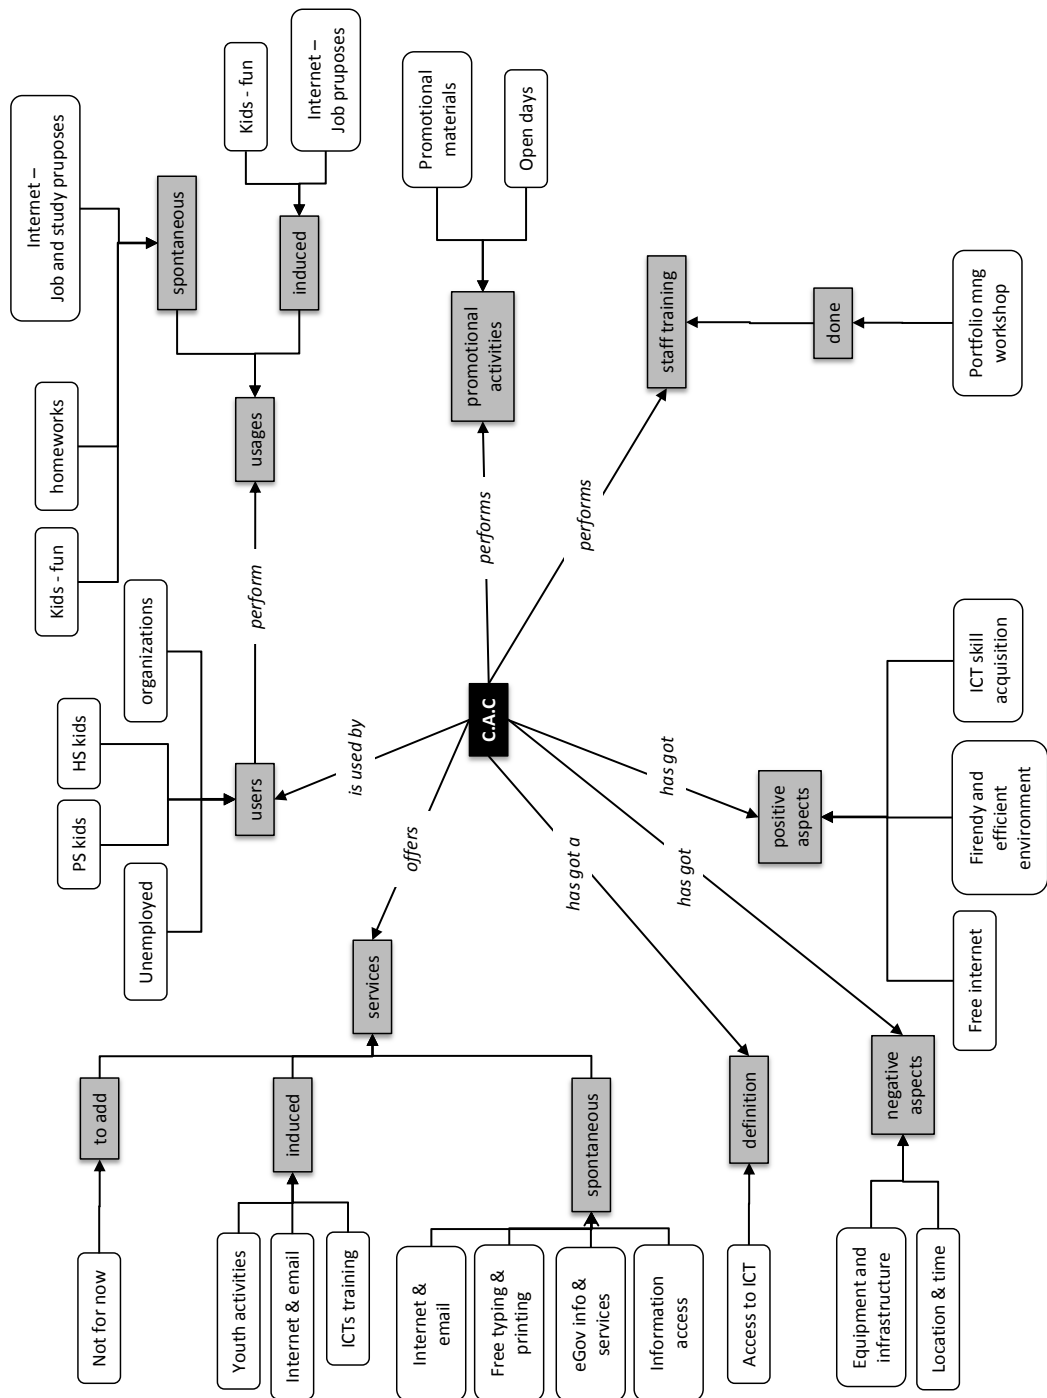 Not for now
to add
Youth activities
Internet & email
ICTs training
induced
Internet &
email
Free typing &
printing
eGov info &
services
Information
access
spontaneous
services
offers
Access to ICT
definition
has got a
Equipment and
infrastructure
Location & time
negative
aspects
has got
Free internet
Firendy and
efficient
environment
ICT skill
acquisition
positive
aspects
has got
C.A.C
is used by
users
Unemployed
PS kids
HS kids
organizations
perform
usages
Kids - fun
homeworks
Internet –
Job and study pruposes
spontaneous
induced
Kids - fun
Internet –
Job pruposes
performs
promotional
activities
Promotional
materials
Open days
performs
staff training
done
Portfolio mng
workshop